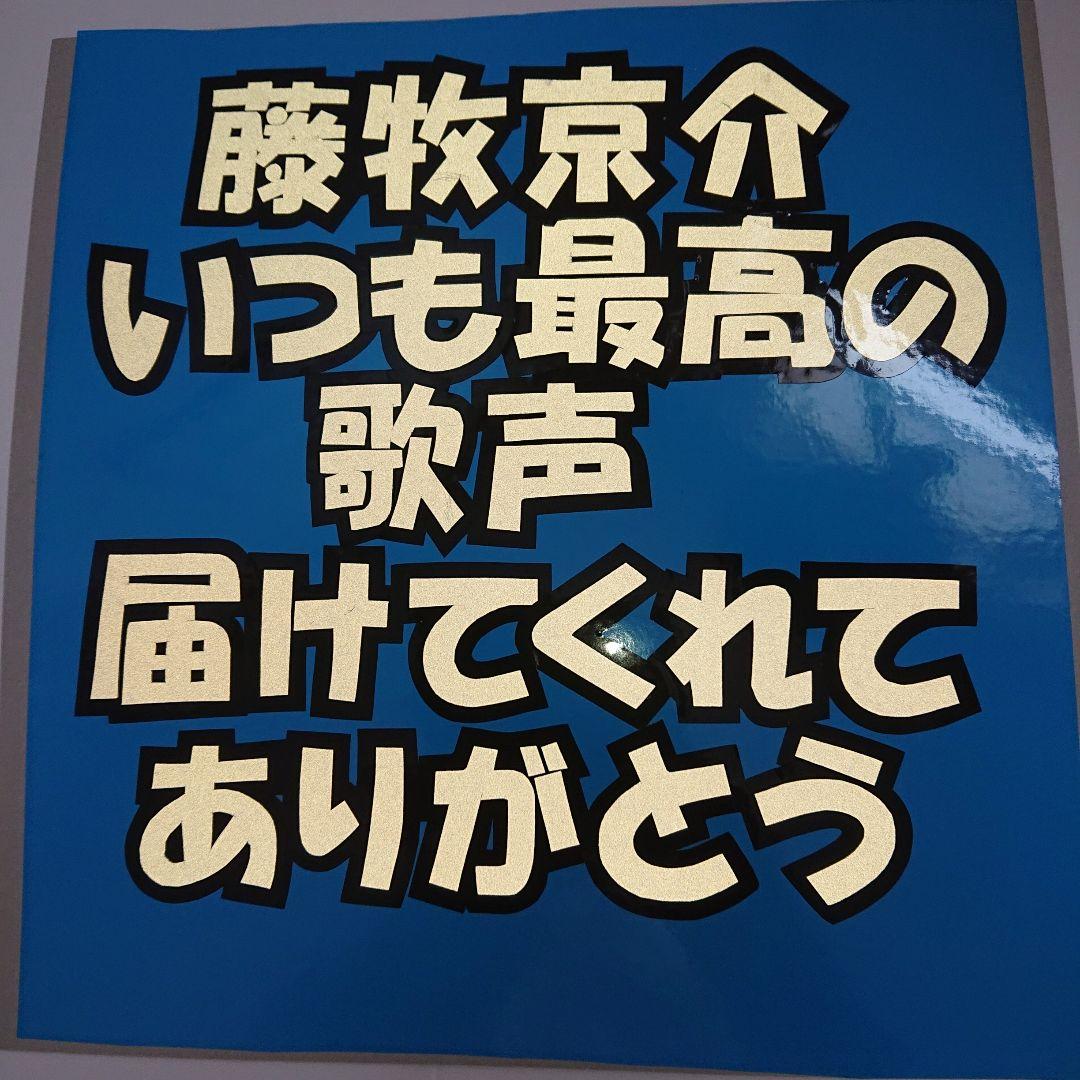 藤牧京介
いつも最高の
歌声
届けてくれて
ありがとう